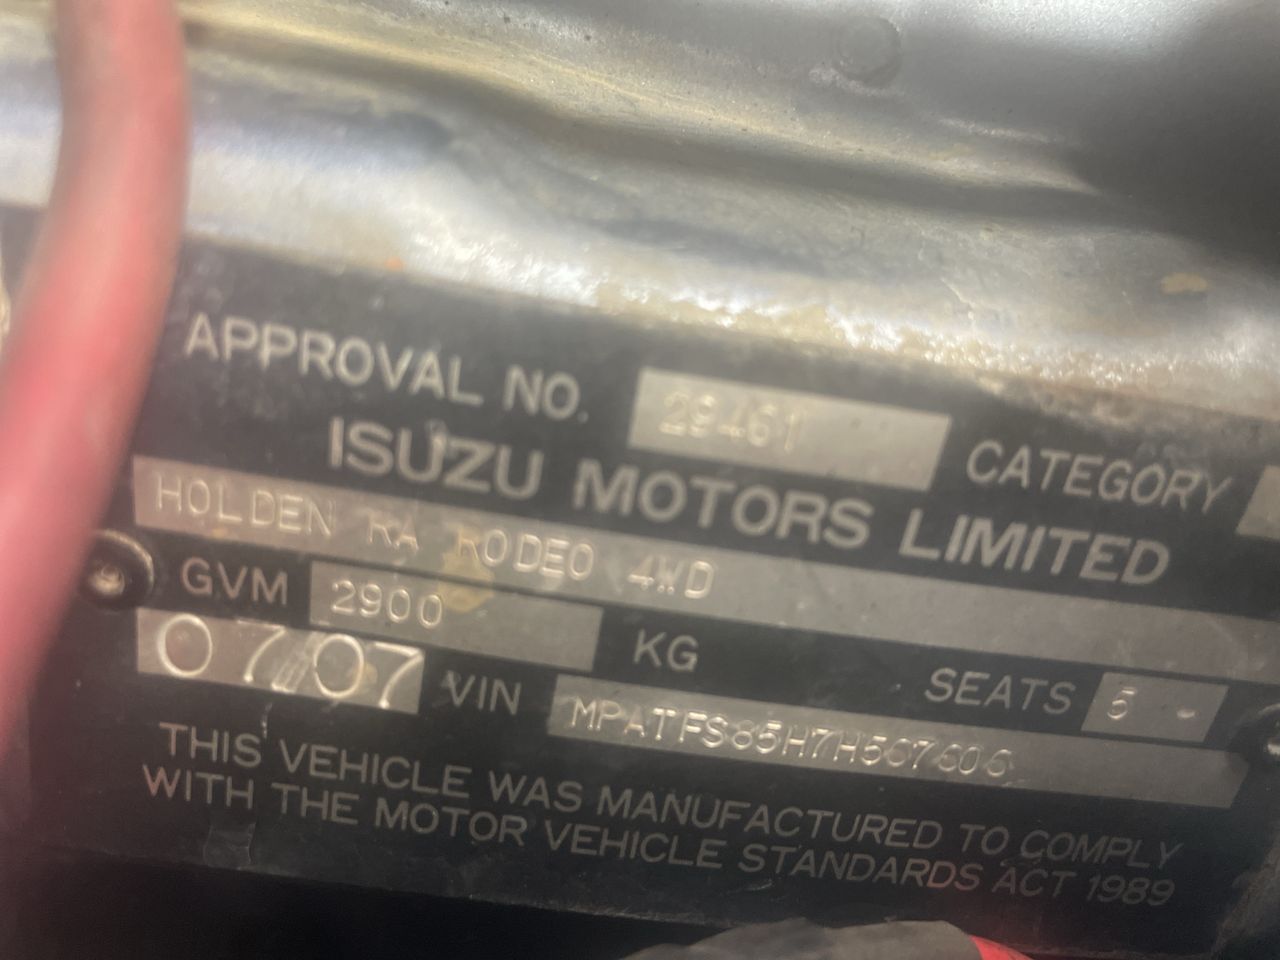 APPROVAL NO. 29461 CATEGORY
ISUZU MOTORS LIMITED
HOLDEN RA RODEO 4WD
GVM 2900 KG SEATS 5 -
07/07 VIN
THIS VEHICLE WAS MANUFACTURED TO COMPLY
WITH THE MOTOR VEHICLE STANDARDS ACT 1989